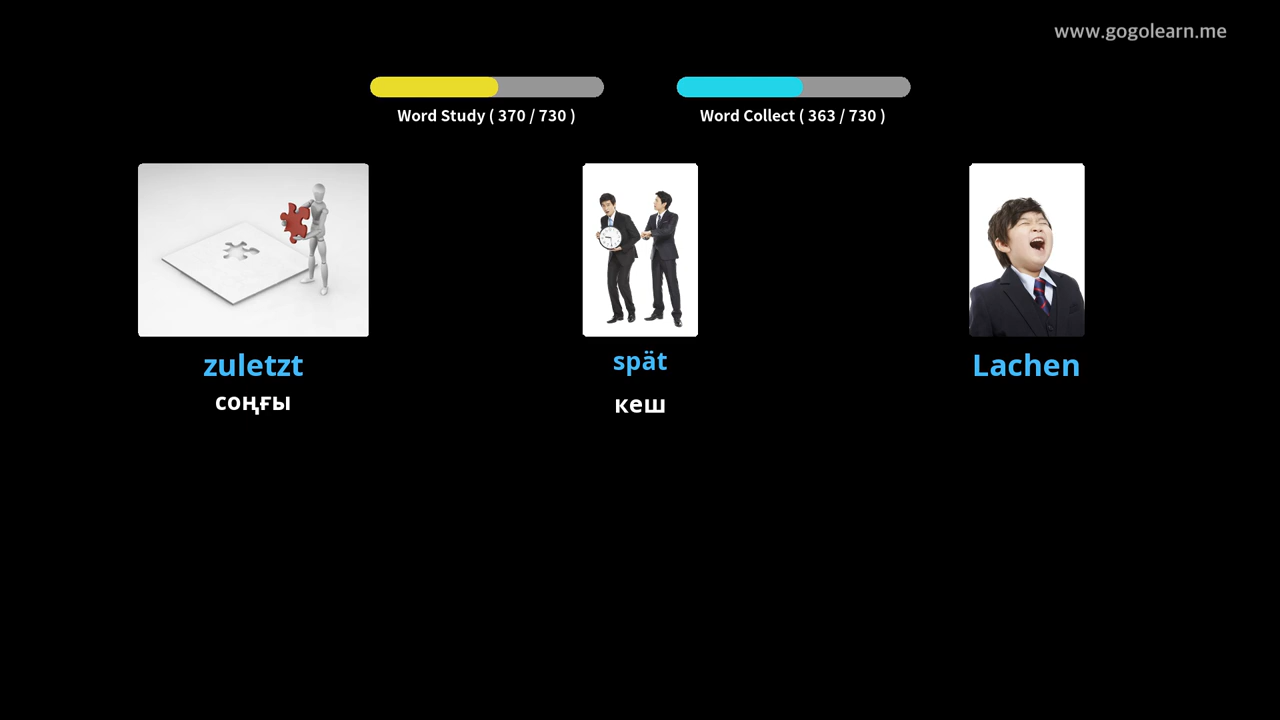 www.gogolearn.me
Word Study ( 370 / 730 )
Word Collect ( 363 / 730 )
zuletzt
соңғы
spät
кеш
Lachen